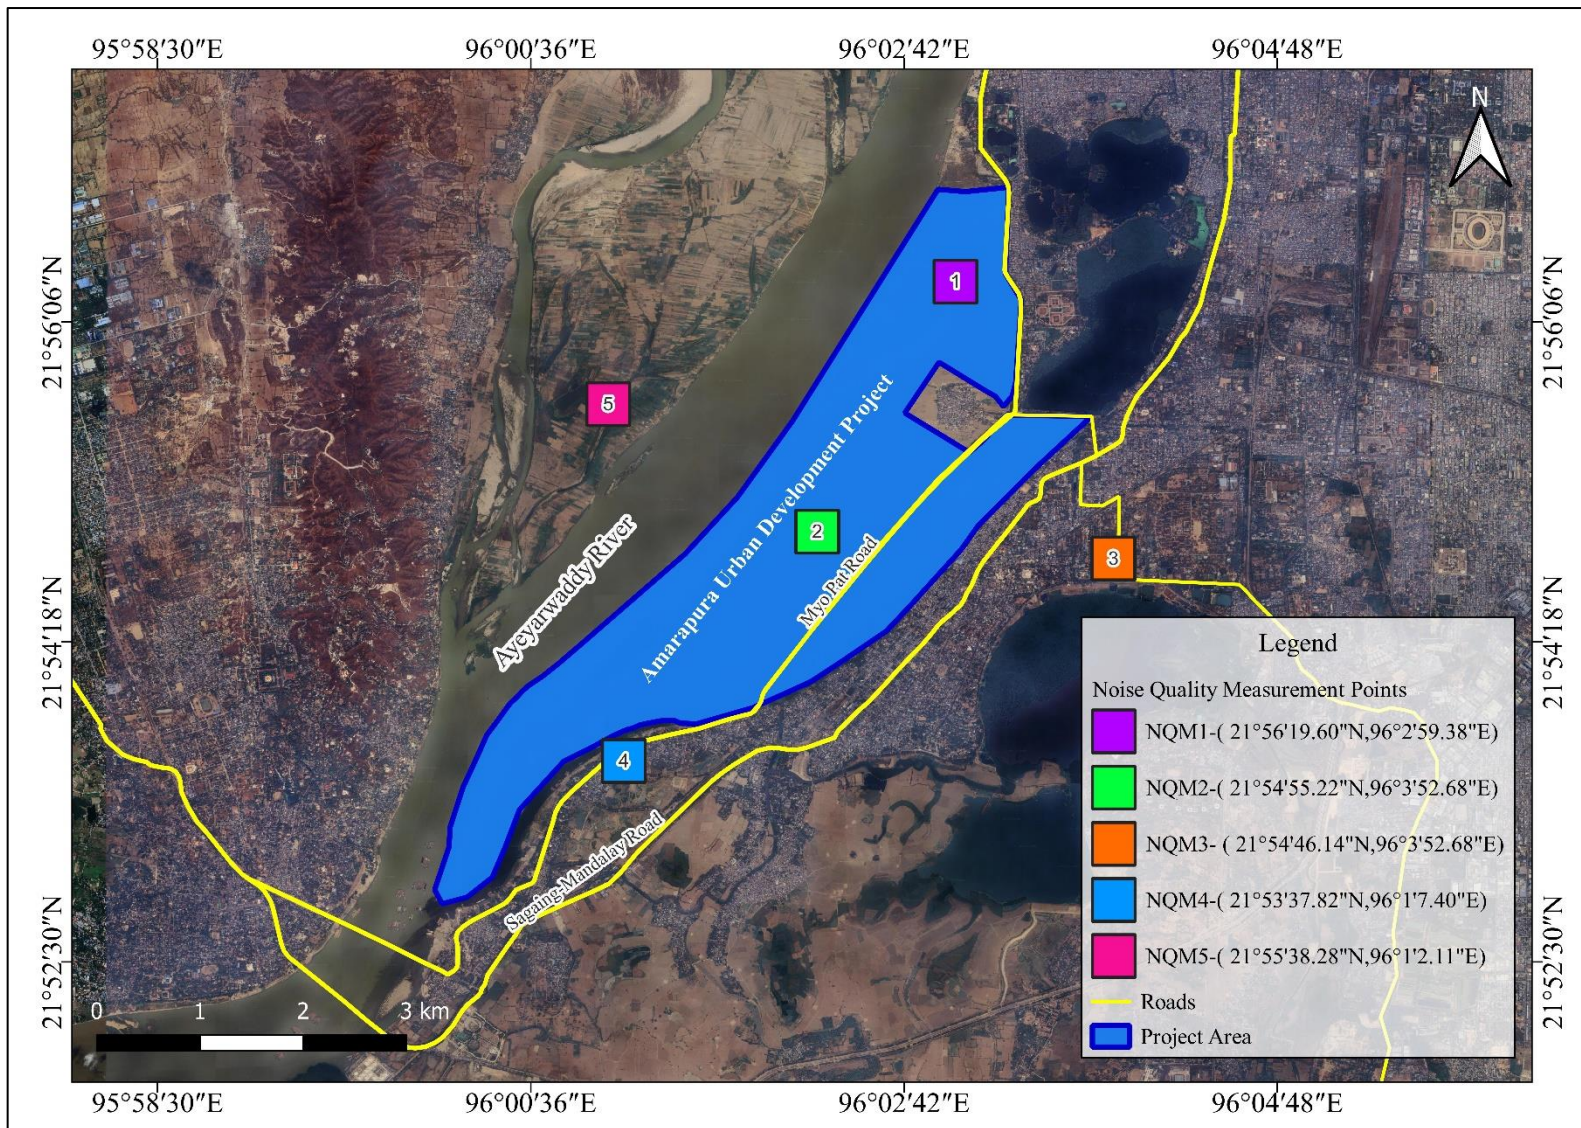 95°58'30"E 96°00'36"E 96°02'42"E 96°04'48"E
N
21°56'06"N 21°56'06"N
1
5
Amarapura Urban Development Project
2
3
Ayeyarwaddy River
Myo Pat Road
21°54'18"N 21°54'18"N
4
Sagaing-Mandalay Road
Legend
Noise Quality Measurement Points
NQM1-( 21°56'19.60"N,96°2'59.38"E)
NQM2-( 21°54'55.22"N,96°3'52.68"E)
NQM3- ( 21°54'46.14"N,96°3'52.68"E)
NQM4-( 21°53'37.82"N,96°1'7.40"E)
NQM5-( 21°55'38.28"N,96°1'2.11"E)
Roads
Project Area
21°52'30"N 21°52'30"N
0 1 2 3 km
95°58'30"E 96°00'36"E 96°02'42"E 96°04'48"E